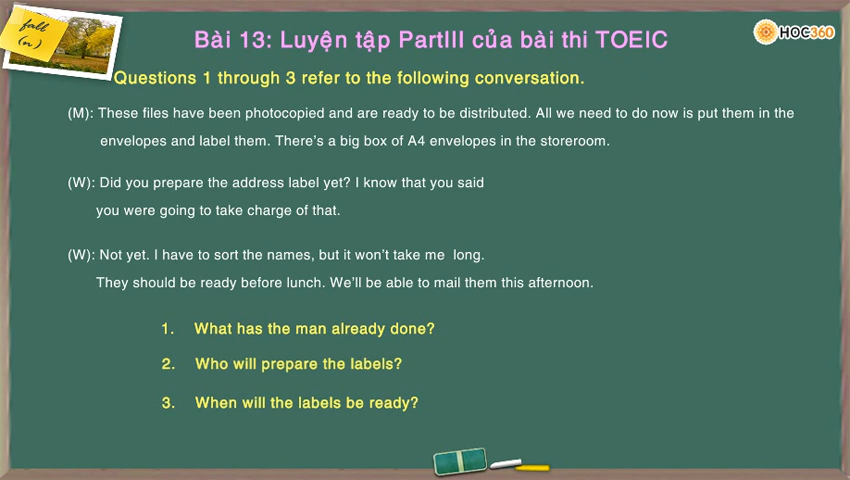 fall
(n)
Bài 13: Luyện tập PartIII của bài thi TOEIC
HOC360
Questions 1 through 3 refer to the following conversation.
(M): These files have been photocopied and are ready to be distributed. All we need to do now is put them in the
envelopes and label them. There's a big box of A4 envelopes in the storeroom.
(W): Did you prepare the address label yet? I know that you said
you were going to take charge of that.
(W): Not yet. I have to sort the names, but it won't take me long.
They should be ready before lunch. We'll be able to mail them this afternoon.
1. What has the man already done?
2. Who will prepare the labels?
3. When will the labels be ready?